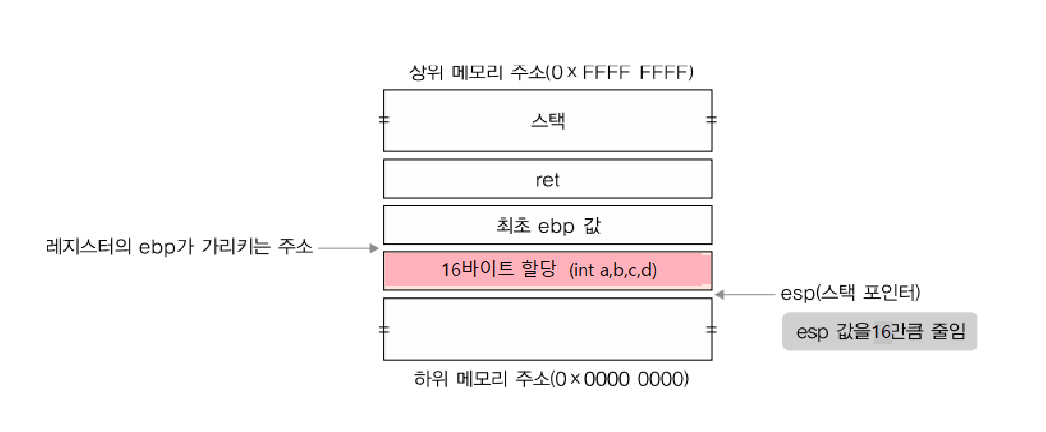 상위 메모리 주소(0×FFFF FFFF)
스택
ret
최초 ebp 값
레지스터의 ebp가 가리키는 주소
16바이트 할당 (int a,b,c,d)
esp(스택 포인터)
esp 값을16만큼 줄임
하위 메모리 주소(0×0000 0000)